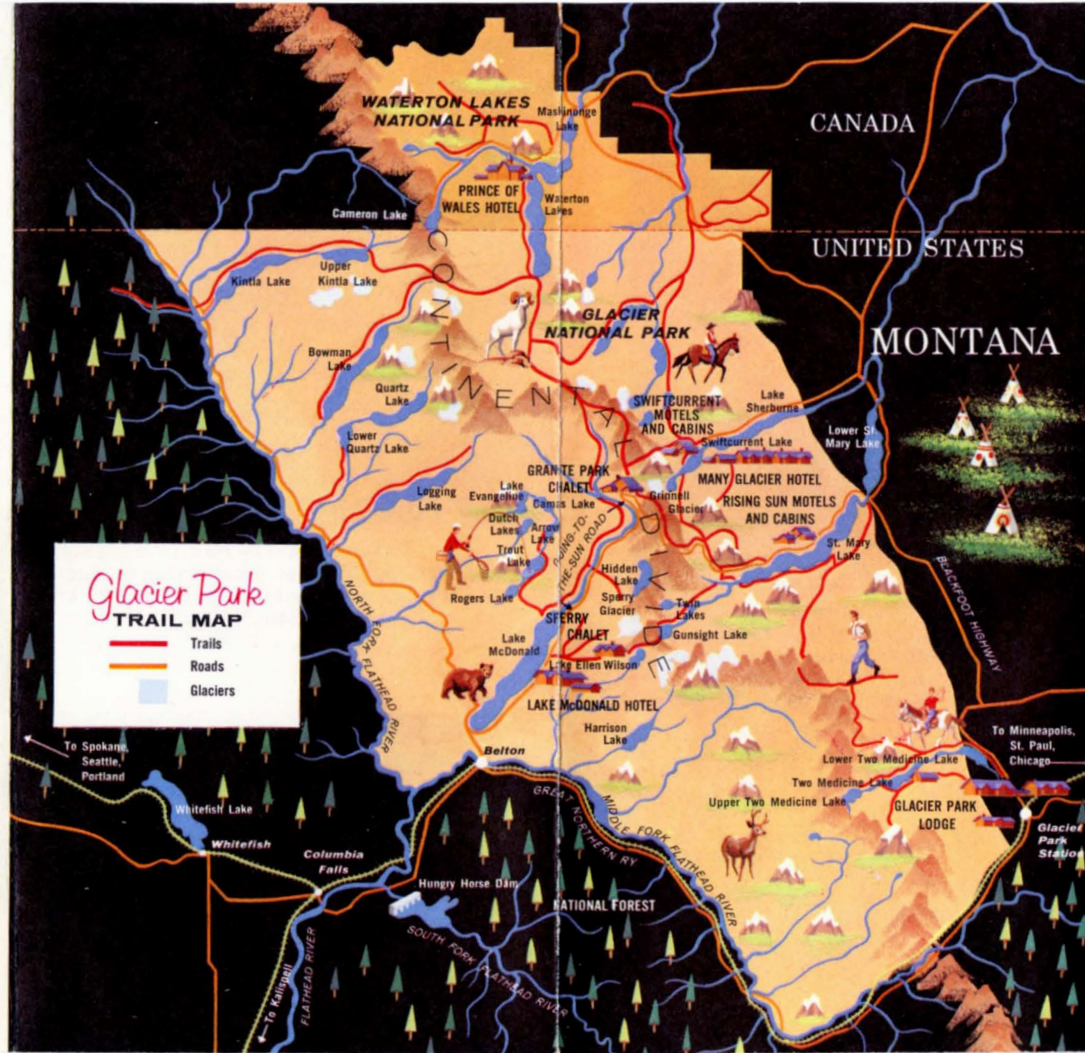 WATERTON LAKES
NATIONAL PARK
Maskinonge
Lake
CANADA
PRINCE OF
WALES HOTEL
Waterton
Lakes
Cameron Lake
UNITED STATES
Kintla Lake
Upper
Kintla Lake
CONTINENTAL DIVIDE
GLACIER
NATIONAL PARK
MONTANA
Bowman
Lake
Quartz
Lake
SWIFTCURRENT
MOTELS
AND CABINS
Lake
Sherburne
Lower St.
Mary Lake
Lower
Quartz Lake
Swiftcurrent Lake
GRANITE PARK
CHALET
MANY GLACIER HOTEL
Logging
Lake
Lake
Evangeline
Camas Lake
Grinnell
Glacier
RISING SUN MOTELS
AND CABINS
Dutch
Lakes
Arrow
Lake
GOING-TO-
THE-SUN ROAD
Trout
Lake
St. Mary
Lake
Hidden
Lake
Rogers Lake
Sperry
Glacier
Twin
Lakes
BLACKFOOT HIGHWAY
Glacier Park
TRAIL MAP
Trails
Roads
Glaciers
NORTH FORK FLATHEAD RIVER
SPERRY
CHALET
Gunsight Lake
Lake
McDonald
Lake Ellen Wilson
LAKE McDONALD HOTEL
Harrison
Lake
To Spokane,
Seattle,
Portland
Belton
To Minneapolis,
St. Paul,
Chicago
Lower Two Medicine Lake
Two Medicine Lake
Upper Two Medicine Lake
GLACIER PARK
LODGE
Glacier
Park
Station
Whitefish Lake
Whitefish
GREAT NORTHERN RY
MIDDLE FORK FLATHEAD RIVER
Columbia
Falls
Hungry Horse Dam
NATIONAL FOREST
SOUTH FORK FLATHEAD RIVER
FLATHEAD RIVER
To Kalispell